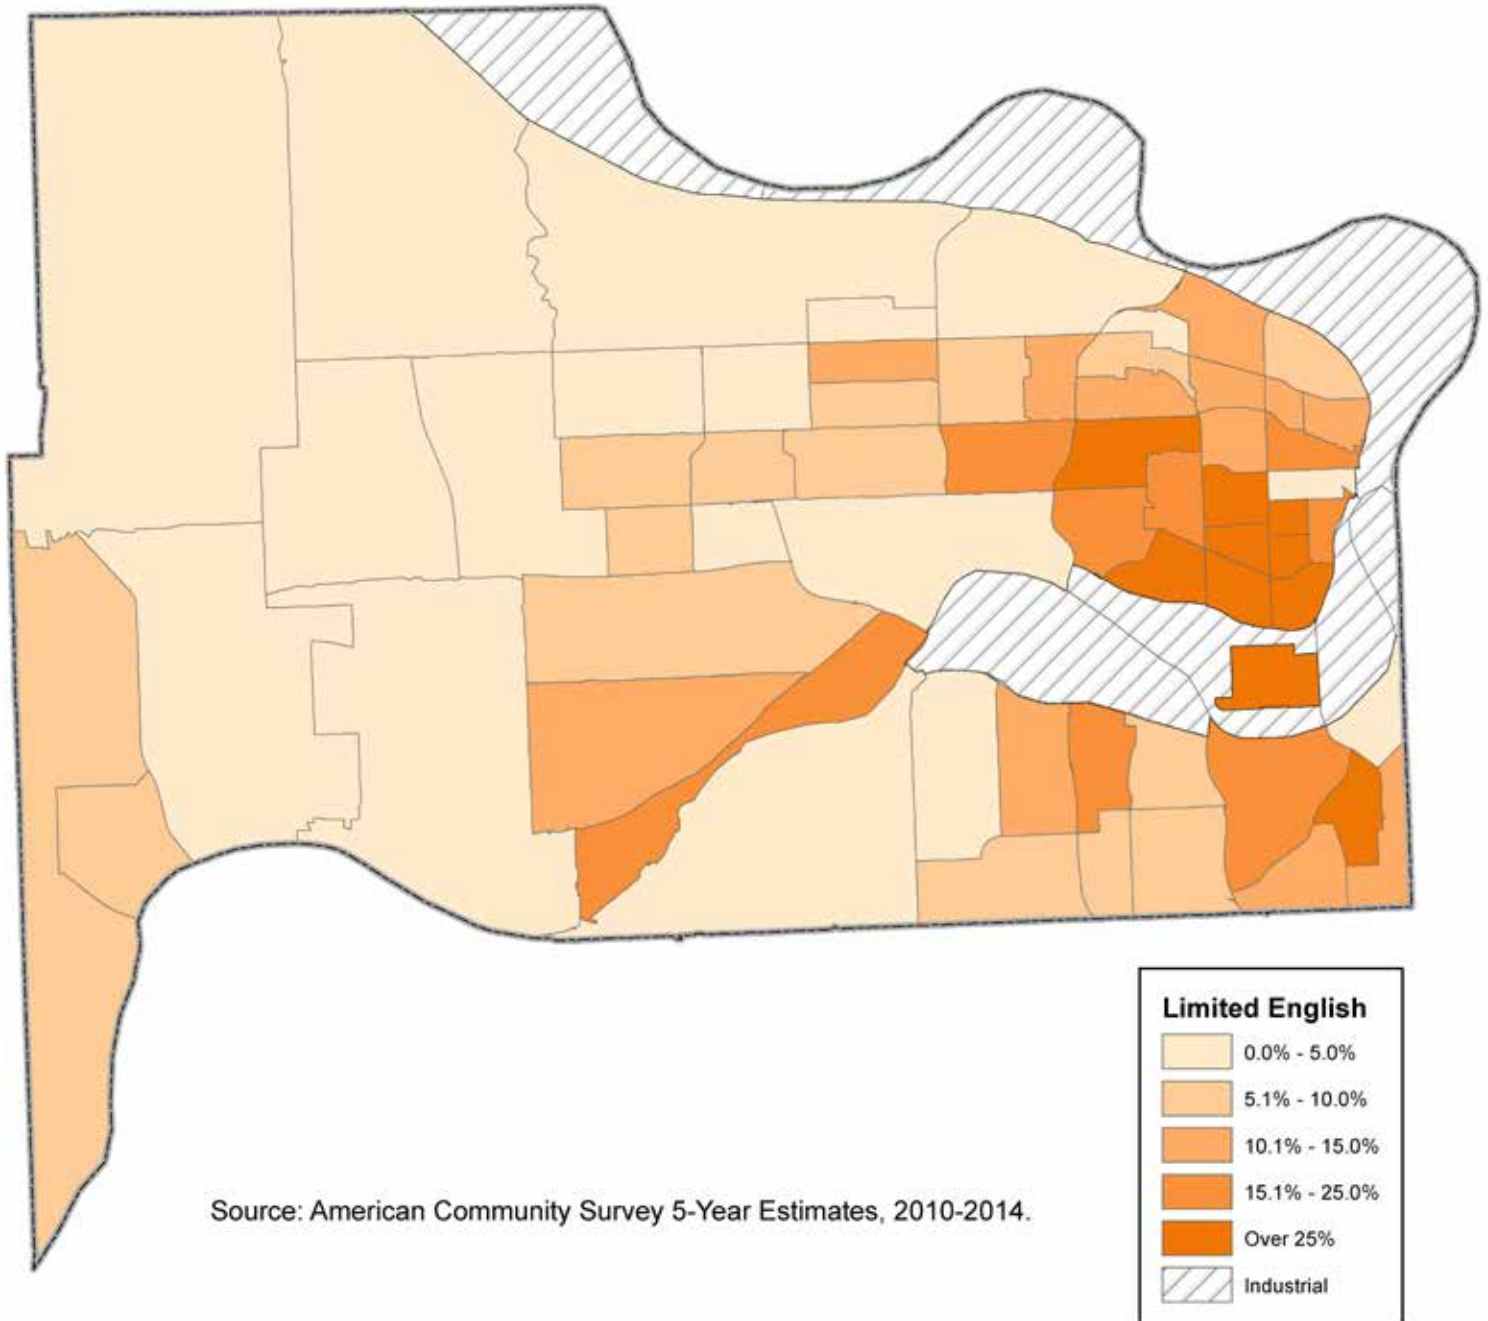 Limited English
0.0% - 5.0%
5.1% - 10.0%
10.1% - 15.0%
15.1% - 25.0%
Over 25%
Industrial
Source: American Community Survey 5-Year Estimates, 2010-2014.